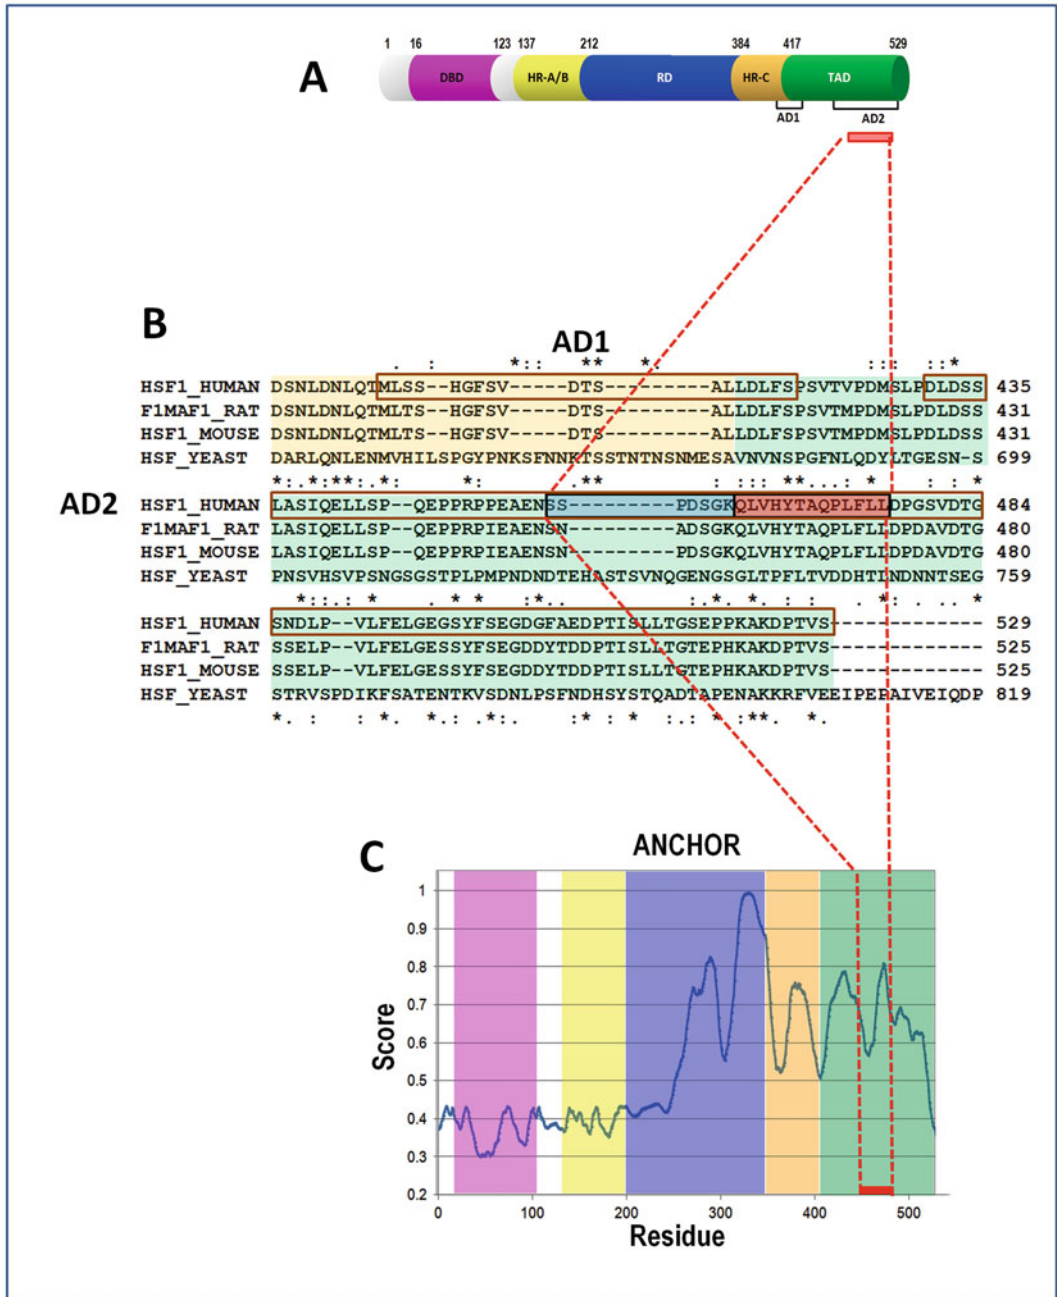 A
1 16 123 137 212 384 417 529
DBD HR-A/B RD HR-C TAD
AD1 AD2
B
AD1
. : *:: ** : ::: ::*
HSF1_HUMAN DSNLDNLQTMLSS--HGFSV-----DTS---------ALLDLFSPSVTVPDMSLPDLDSS 435
F1MAF1_RAT DSNLDNLQTMLTS--HGFSV-----DTS---------ALLDLFSPSVTMPDMSLPDLDSS 431
HSF1_MOUSE DSNLDNLQTMLTS--HGFSV-----DTS---------ALLDLFSPSVTMPDMSLPDLDSS 431
HSF_YEAST DARLQNLENMVHILSPGYPNKSFNNKTSSTNTNSNMESAVNVNSPGFNLQDYLTGESN-S 699
AD2
HSF1_HUMAN LASIQELLSP--QEPPRPPEAENSS---------PDSGKQLVHYTAQPLFLLDPGSVDTG 484
F1MAF1_RAT LASIQELLSP--QEPPRPIEAENSN---------ADSGKQLVHYTAQPLFLLDPDAVDTG 480
HSF1_MOUSE LASIQELLSP--QEPPRPIEAENSN---------PDSGKQLVHYTAQPLFLLDPDAVDTG 480
HSF_YEAST PNSVHSVPSNGSGSTPLPMPNDNDTEHASTSVNQGENGSGLTPFLTVDDHTLNDNNTSEG 759
HSF1_HUMAN SNDLP--VLFELGEGSYFSEGDGFAEDPTISLLTGSEPPKAKDPTVS------------- 529
F1MAF1_RAT SSELP--VLFELGESSYFSEGDDYTDDPTISLLTGTEPHKAKDPTVS------------- 525
HSF1_MOUSE SSELP--VLFELGESSYFSEGDDYTDDPTISLLTGTEPHKAKDPTVS------------- 525
HSF_YEAST STRVSPDIKFSATENTKVSDNLPSFNDHSYSTQADTAPENAKKRFVEEEIPEPAIVEIQDP 819
C
ANCHOR
Score
1
0.9
0.8
0.7
0.6
0.5
0.4
0.3
0.2
0 100 200 300 400 500
Residue